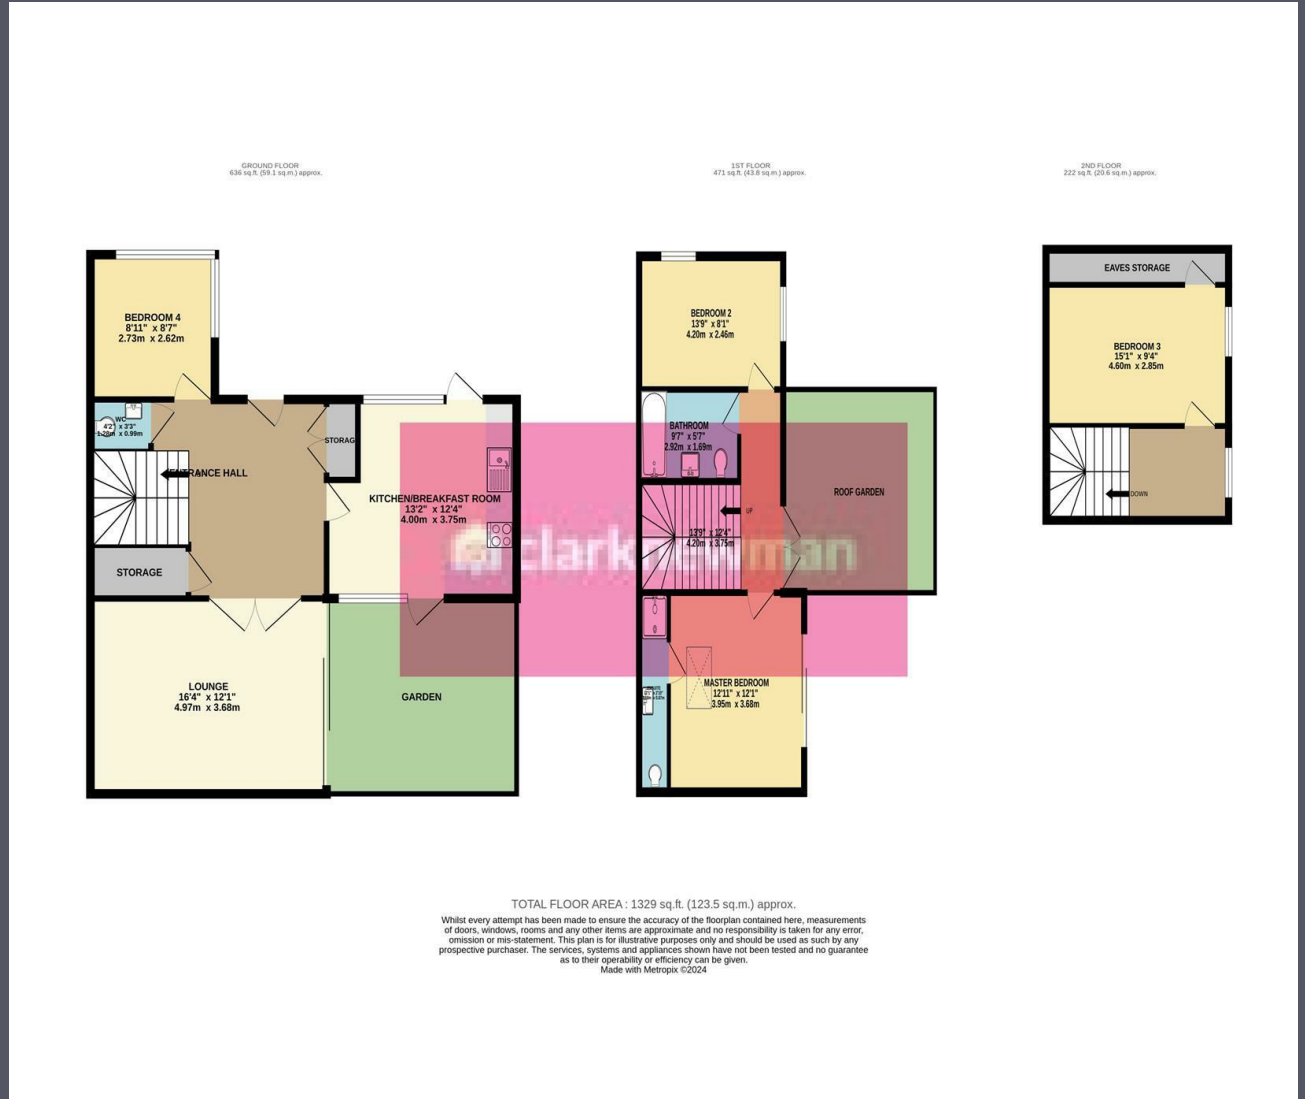 GROUND FLOOR
636 sq.ft. (59.1 sq.m.) approx.
1ST FLOOR
471 sq.ft. (43.8 sq.m.) approx.
2ND FLOOR
222 sq.ft. (20.6 sq.m.) approx.
BEDROOM 4
8'11" x 8'7"
2.73m x 2.62m
WC
4'2" x 3'3"
1.28m x 0.99m
ENTRANCE HALL
STORAG
STORAGE
KITCHEN/BREAKFAST ROOM
13'2" x 12'4"
4.00m x 3.75m
LOUNGE
16'4" x 12'1"
4.97m x 3.68m
GARDEN
BEDROOM 2
13'9" x 8'1"
4.20m x 2.46m
BATHROOM
9'7" x 5'7"
2.92m x 1.69m
UP
13'9" x 12'4"
4.20m x 3.75m
ROOF GARDEN
MASTER BEDROOM
12'11" x 12'1"
3.95m x 3.68m
EAVES STORAGE
BEDROOM 3
15'1" x 9'4"
4.60m x 2.85m
DOWN
clarknewman
TOTAL FLOOR AREA : 1329 sq.ft. (123.5 sq.m.) approx.
Whilst every attempt has been made to ensure the accuracy of the floorplan contained here, measurements
of doors, windows, rooms and any other items are approximate and no responsibility is taken for any error,
omission or mis-statement. This plan is for illustrative purposes only and should be used as such by any
prospective purchaser. The services, systems and appliances shown have not been tested and no guarantee
as to their operability or efficiency can be given.
Made with Metropix ©2024